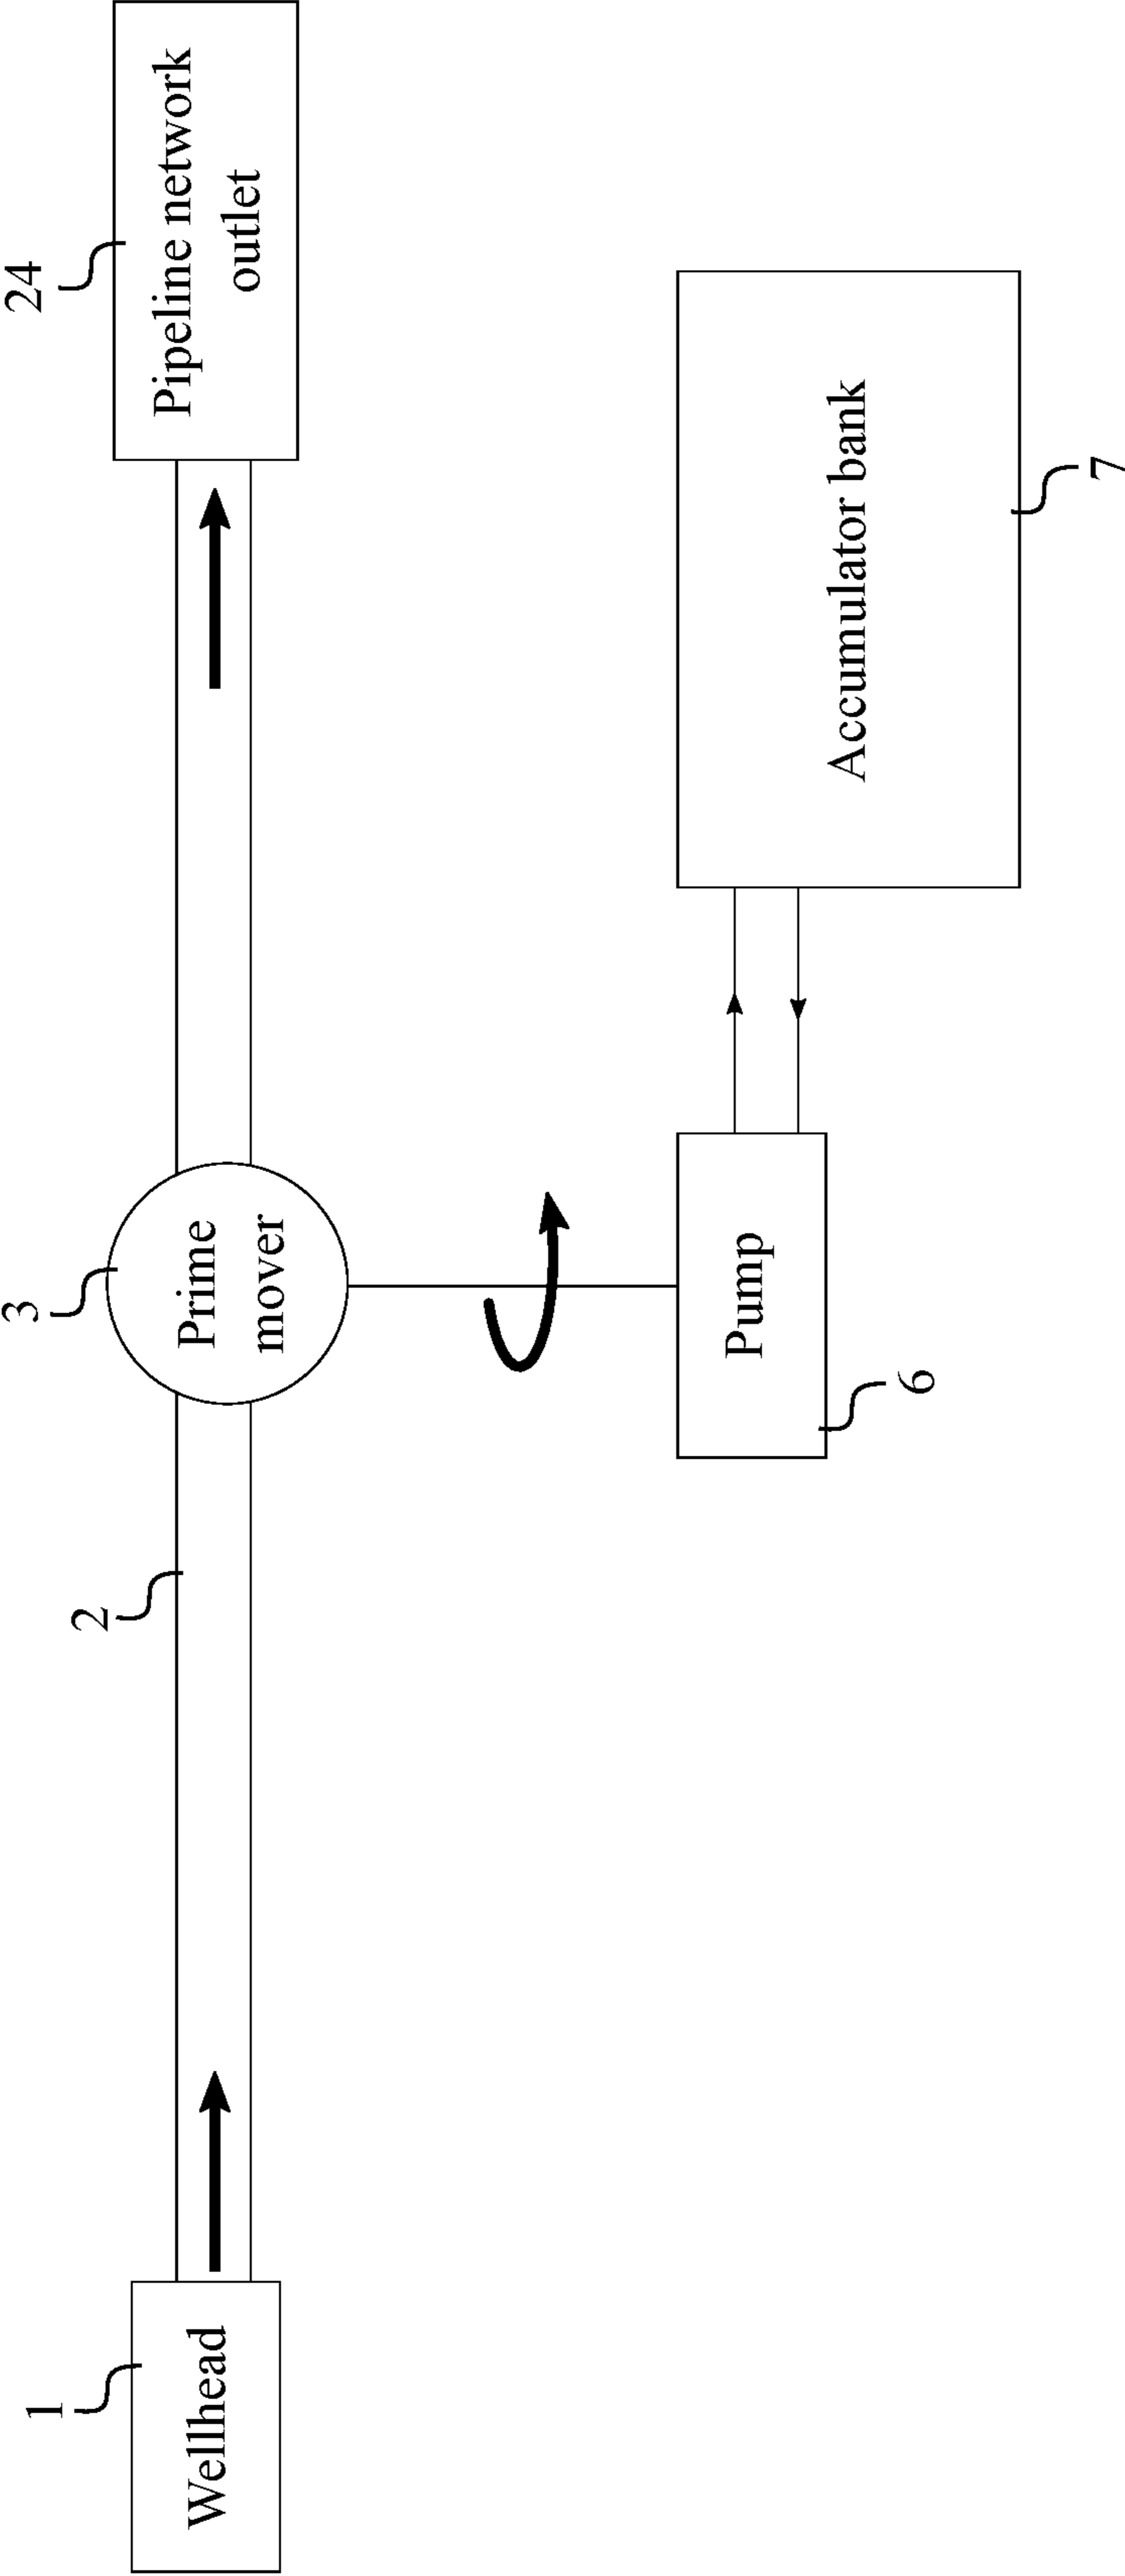 3
24
2
1
Wellhead
Prime
mover
Pipeline network
outlet
Pump
6
Accumulator bank
7